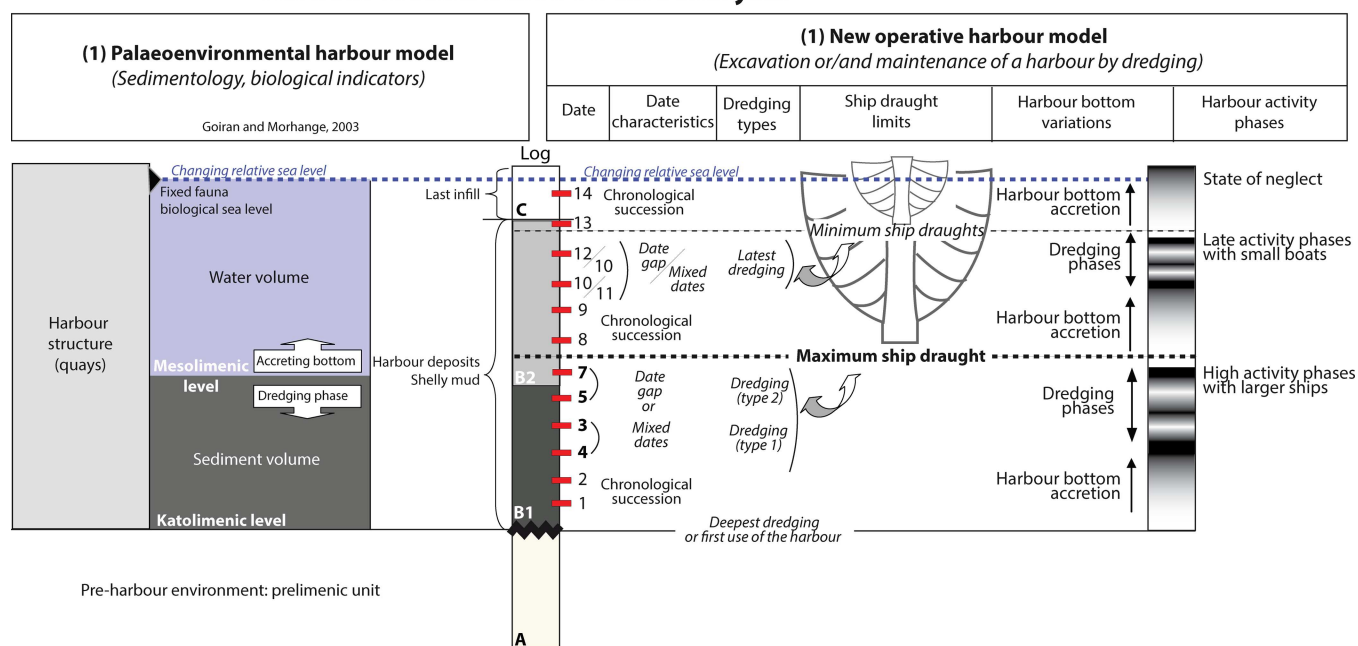 (1) Palaeoenvironmental harbour model
(Sedimentology, biological indicators)
Goiran and Morhange, 2003
(1) New operative harbour model
(Excavation or/and maintenance of a harbour by dredging)
Date
Date
characteristics
Dredging
types
Ship draught
limits
Harbour bottom
variations
Harbour activity
phases
Harbour
structure
(quays)
Changing relative sea level
Fixed fauna
biological sea level
Water volume
Accreting bottom
Mesolimenic
level
Dredging phase
Sediment volume
Katolimenic level
Pre-harbour environment: prelimenic unit
Log
Last infill
Harbour deposits
Shelly mud
C
B2
B1
A
Changing relative sea level
14
Chronological
succession
13
12
10
10
11
Date
gap
Mixed
dates
Latest
dredging
9
Chronological
succession
8
Minimum ship draughts
Maximum ship draught
7
5
Date
gap
or
Mixed
dates
3
4
Dredging
(type 2)
Dredging
(type 1)
2
Chronological
succession
1
Deepest dredging
or first use of the harbour
Harbour bottom
accretion
Dredging
phases
Harbour bottom
accretion
Dredging
phases
Harbour bottom
accretion
State of neglect
Late activity phases
with small boats
High activity phases
with larger ships